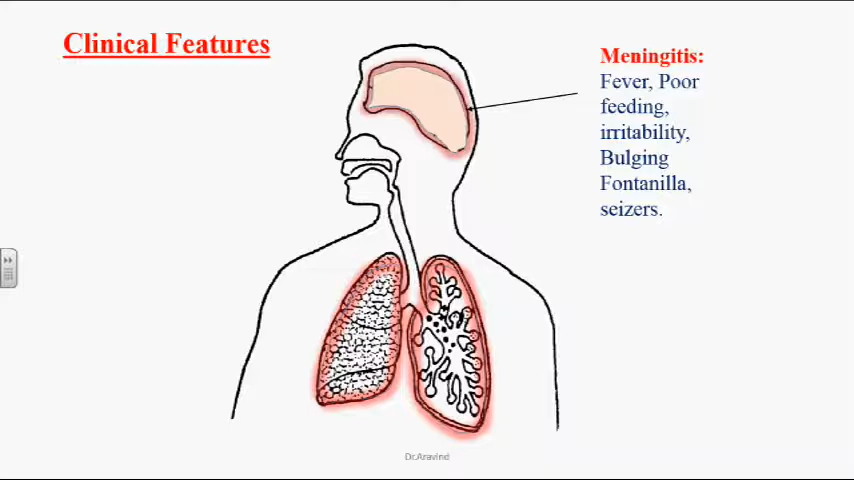 Clinical Features
Meningitis:
Fever, Poor
feeding,
irritability,
Bulging
Fontanilla,
seizers.
Dr.Aravind